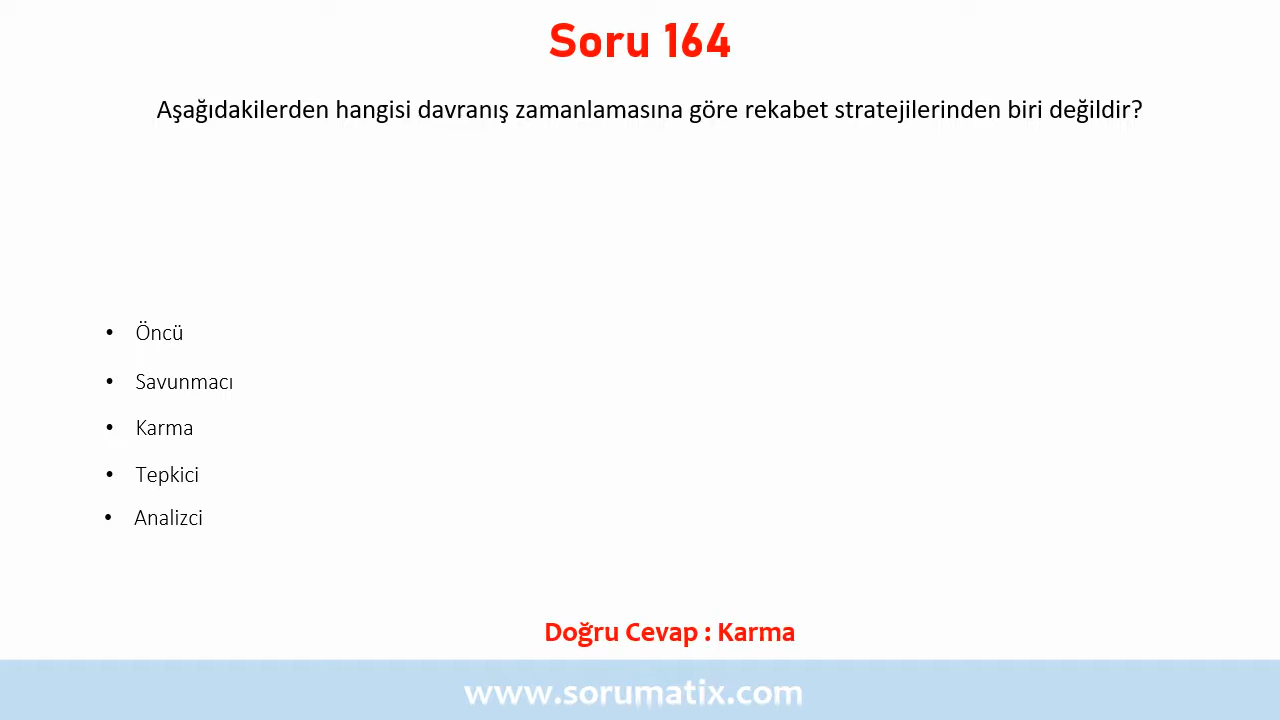 Soru 164
Aşağıdakilerden hangisi davranış zamanlamasına göre rekabet stratejilerinden biri değildir?
• Öncü
• Savunmacı
• Karma
• Tepkici
• Analizci
Doğru Cevap : Karma
www.sorumatix.com